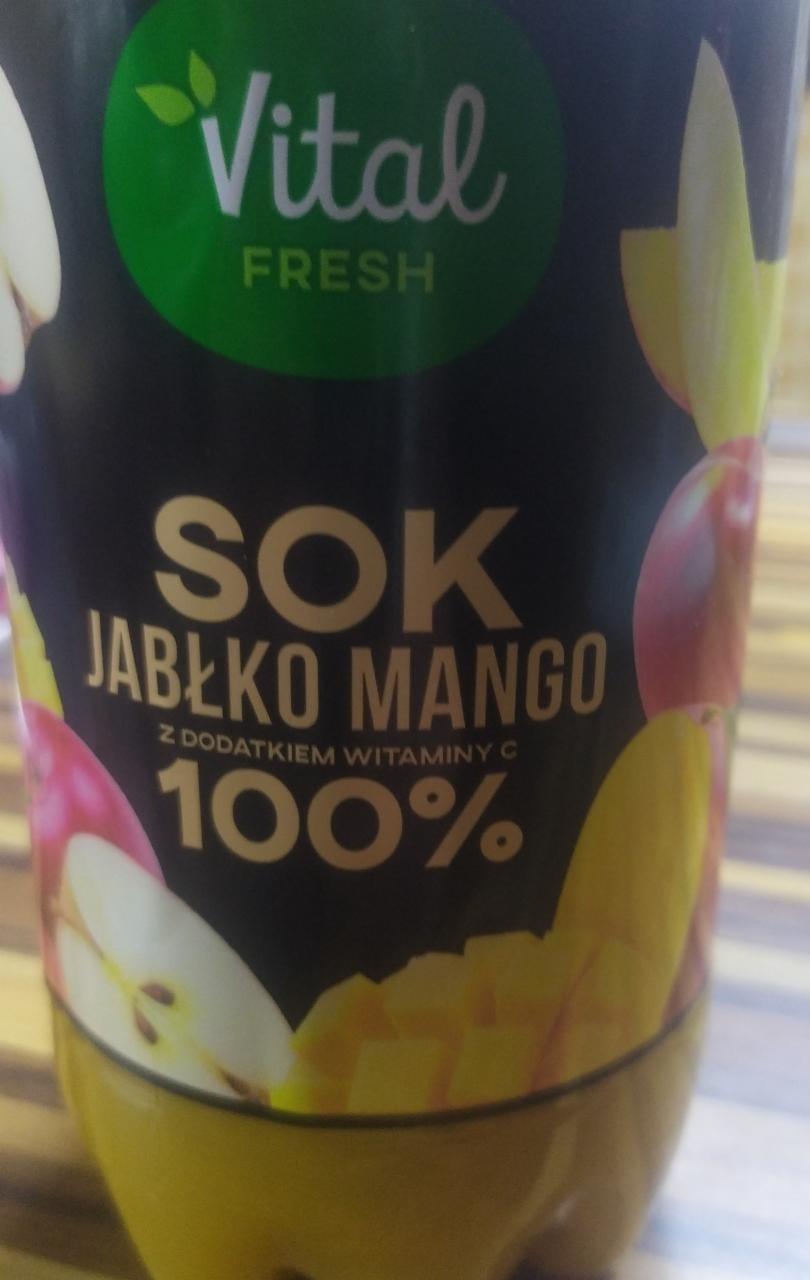 Vital
FRESH
SOK
JABŁKO MANGO
Z DODATKIEM WITAMINY C
100%